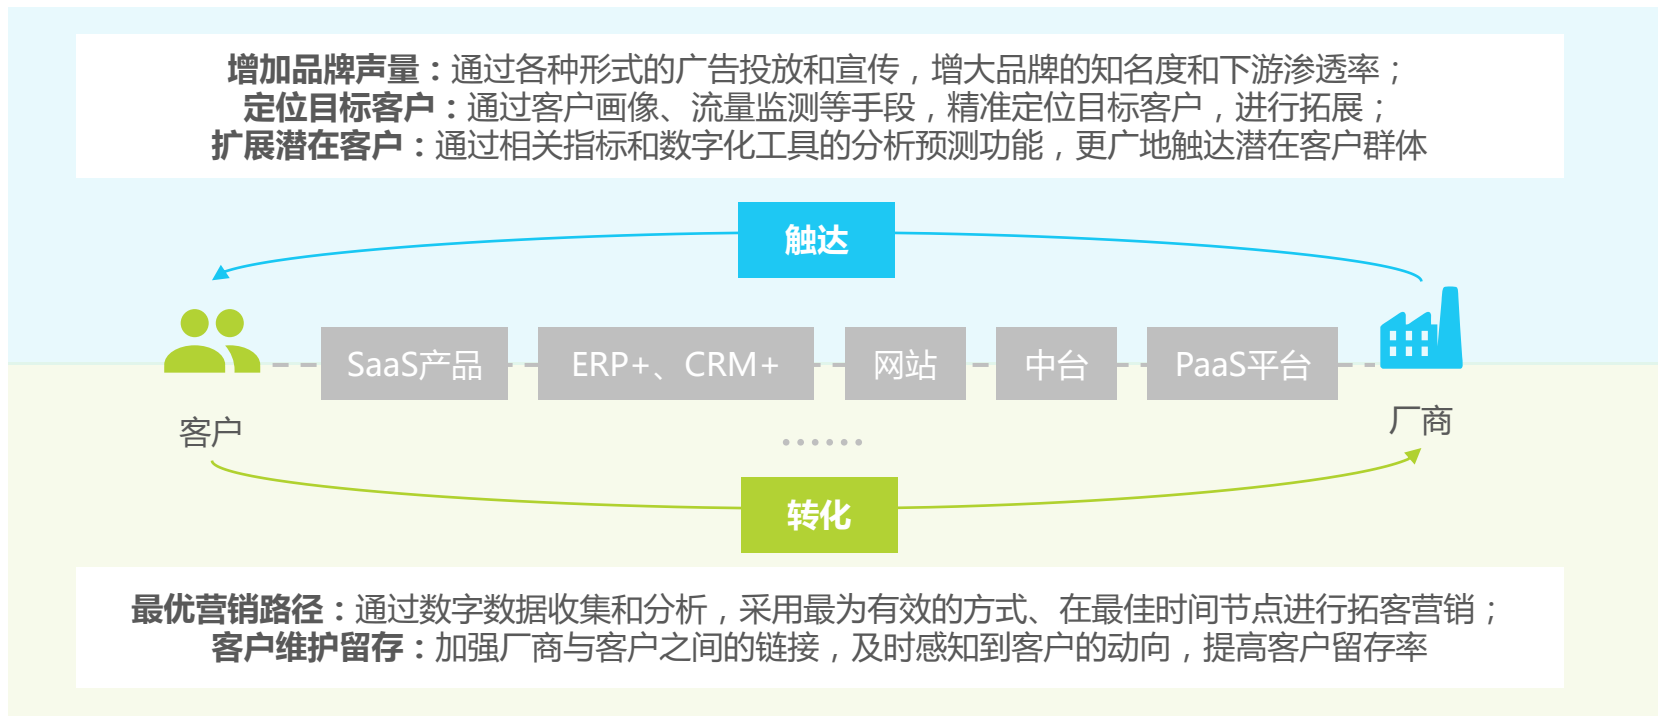 增加品牌声量：通过各种形式的广告投放和宣传，增大品牌的知名度和下游渗透率；
定位目标客户：通过客户画像、流量监测等手段，精准定位目标客户，进行拓展；
扩展潜在客户：通过相关指标和数字化工具的分析预测功能，更广地触达潜在客户群体
触达
SaaS产品
ERP+、CRM+
网站
中台
PaaS平台
客户
厂商
……
转化
最优营销路径：通过数字数据收集和分析，采用最为有效的方式、在最佳时间节点进行拓客营销；
客户维护留存：加强厂商与客户之间的链接，及时感知到客户的动向，提高客户留存率